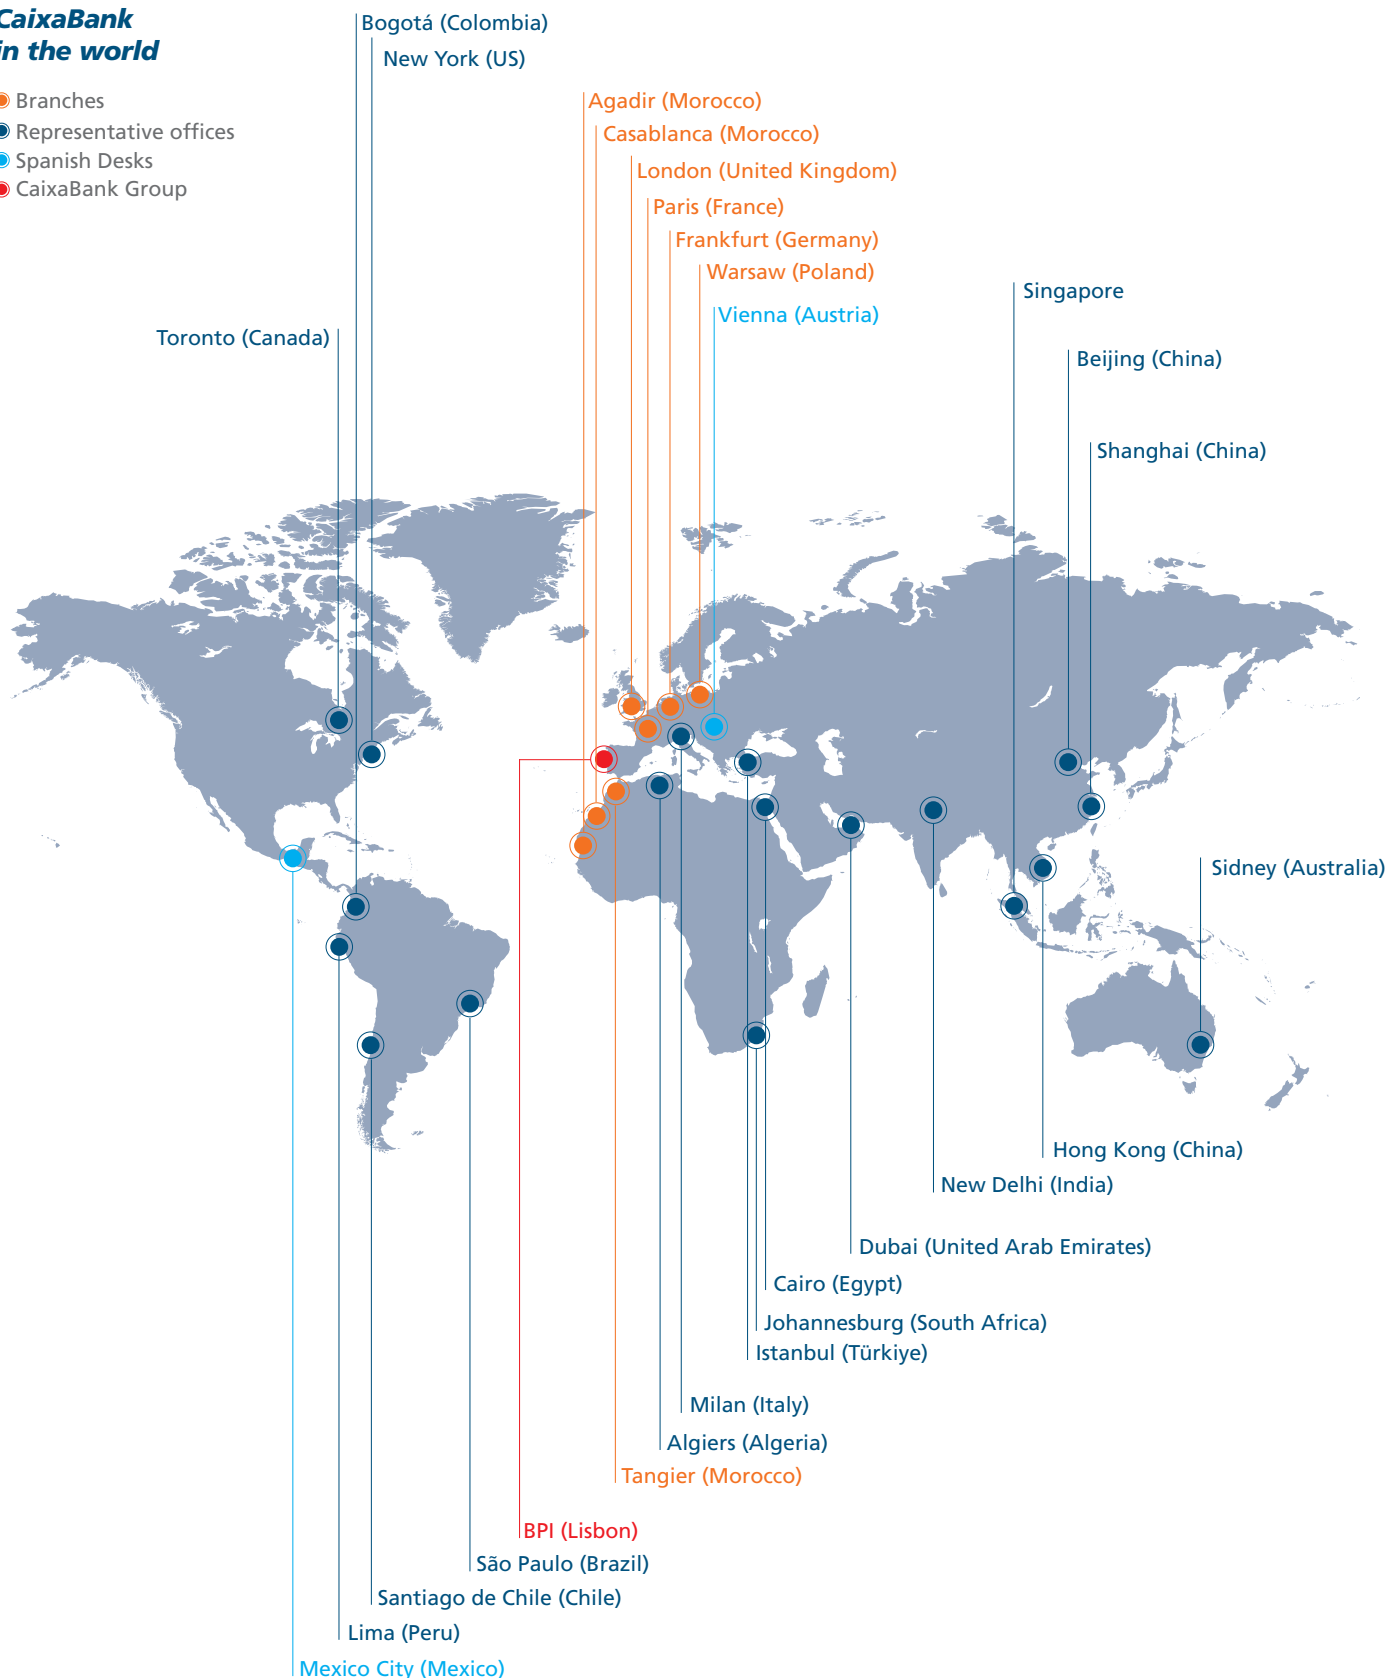 CaixaBank
in the world
Branches
Representative offices
Spanish Desks
CaixaBank Group
Bogotá (Colombia)
New York (US)
Agadir (Morocco)
Casablanca (Morocco)
London (United Kingdom)
Paris (France)
Frankfurt (Germany)
Warsaw (Poland)
Vienna (Austria)
Singapore
Toronto (Canada)
Beijing (China)
Shanghai (China)
Sidney (Australia)
Hong Kong (China)
New Delhi (India)
Dubai (United Arab Emirates)
Cairo (Egypt)
Johannesburg (South Africa)
Istanbul (Türkiye)
Milan (Italy)
Algiers (Algeria)
Tangier (Morocco)
BPI (Lisbon)
São Paulo (Brazil)
Santiago de Chile (Chile)
Lima (Peru)
Mexico City (Mexico)